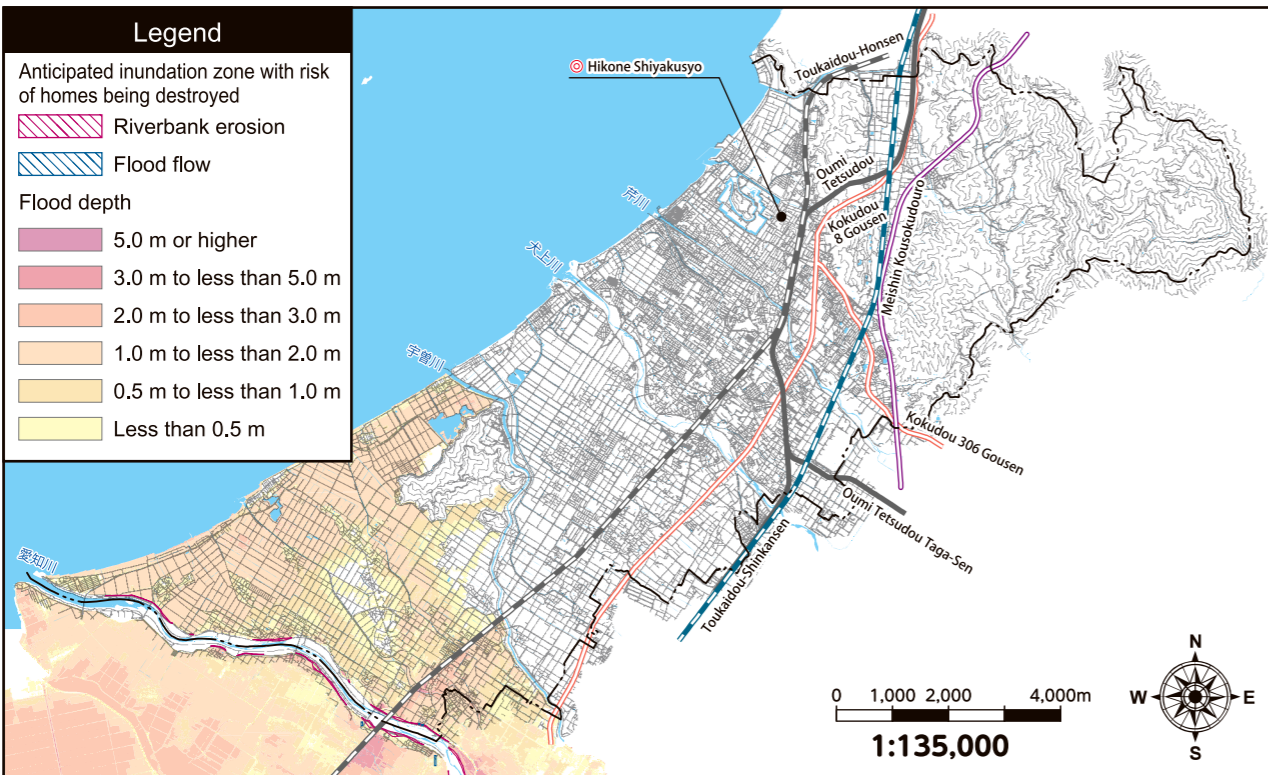 Legend
Anticipated inundation zone with risk
of homes being destroyed
Riverbank erosion
Flood flow
Flood depth
5.0 m or higher
3.0 m to less than 5.0 m
2.0 m to less than 3.0 m
1.0 m to less than 2.0 m
0.5 m to less than 1.0 m
Less than 0.5 m
Hikone Shiyakusyo
Toukaidou-Honsen
Oumi
Tetsudou
Kokudou
8 Gousen
Meishin Kousokudouro
芹川
犬上川
宇曽川
愛知川
Kokudou 306 Gousen
Oumi Tetsudou Taga-Sen
Toukaidou-Shinkansen
0 1,000 2,000 4,000m
1:135,000
N
W E
S